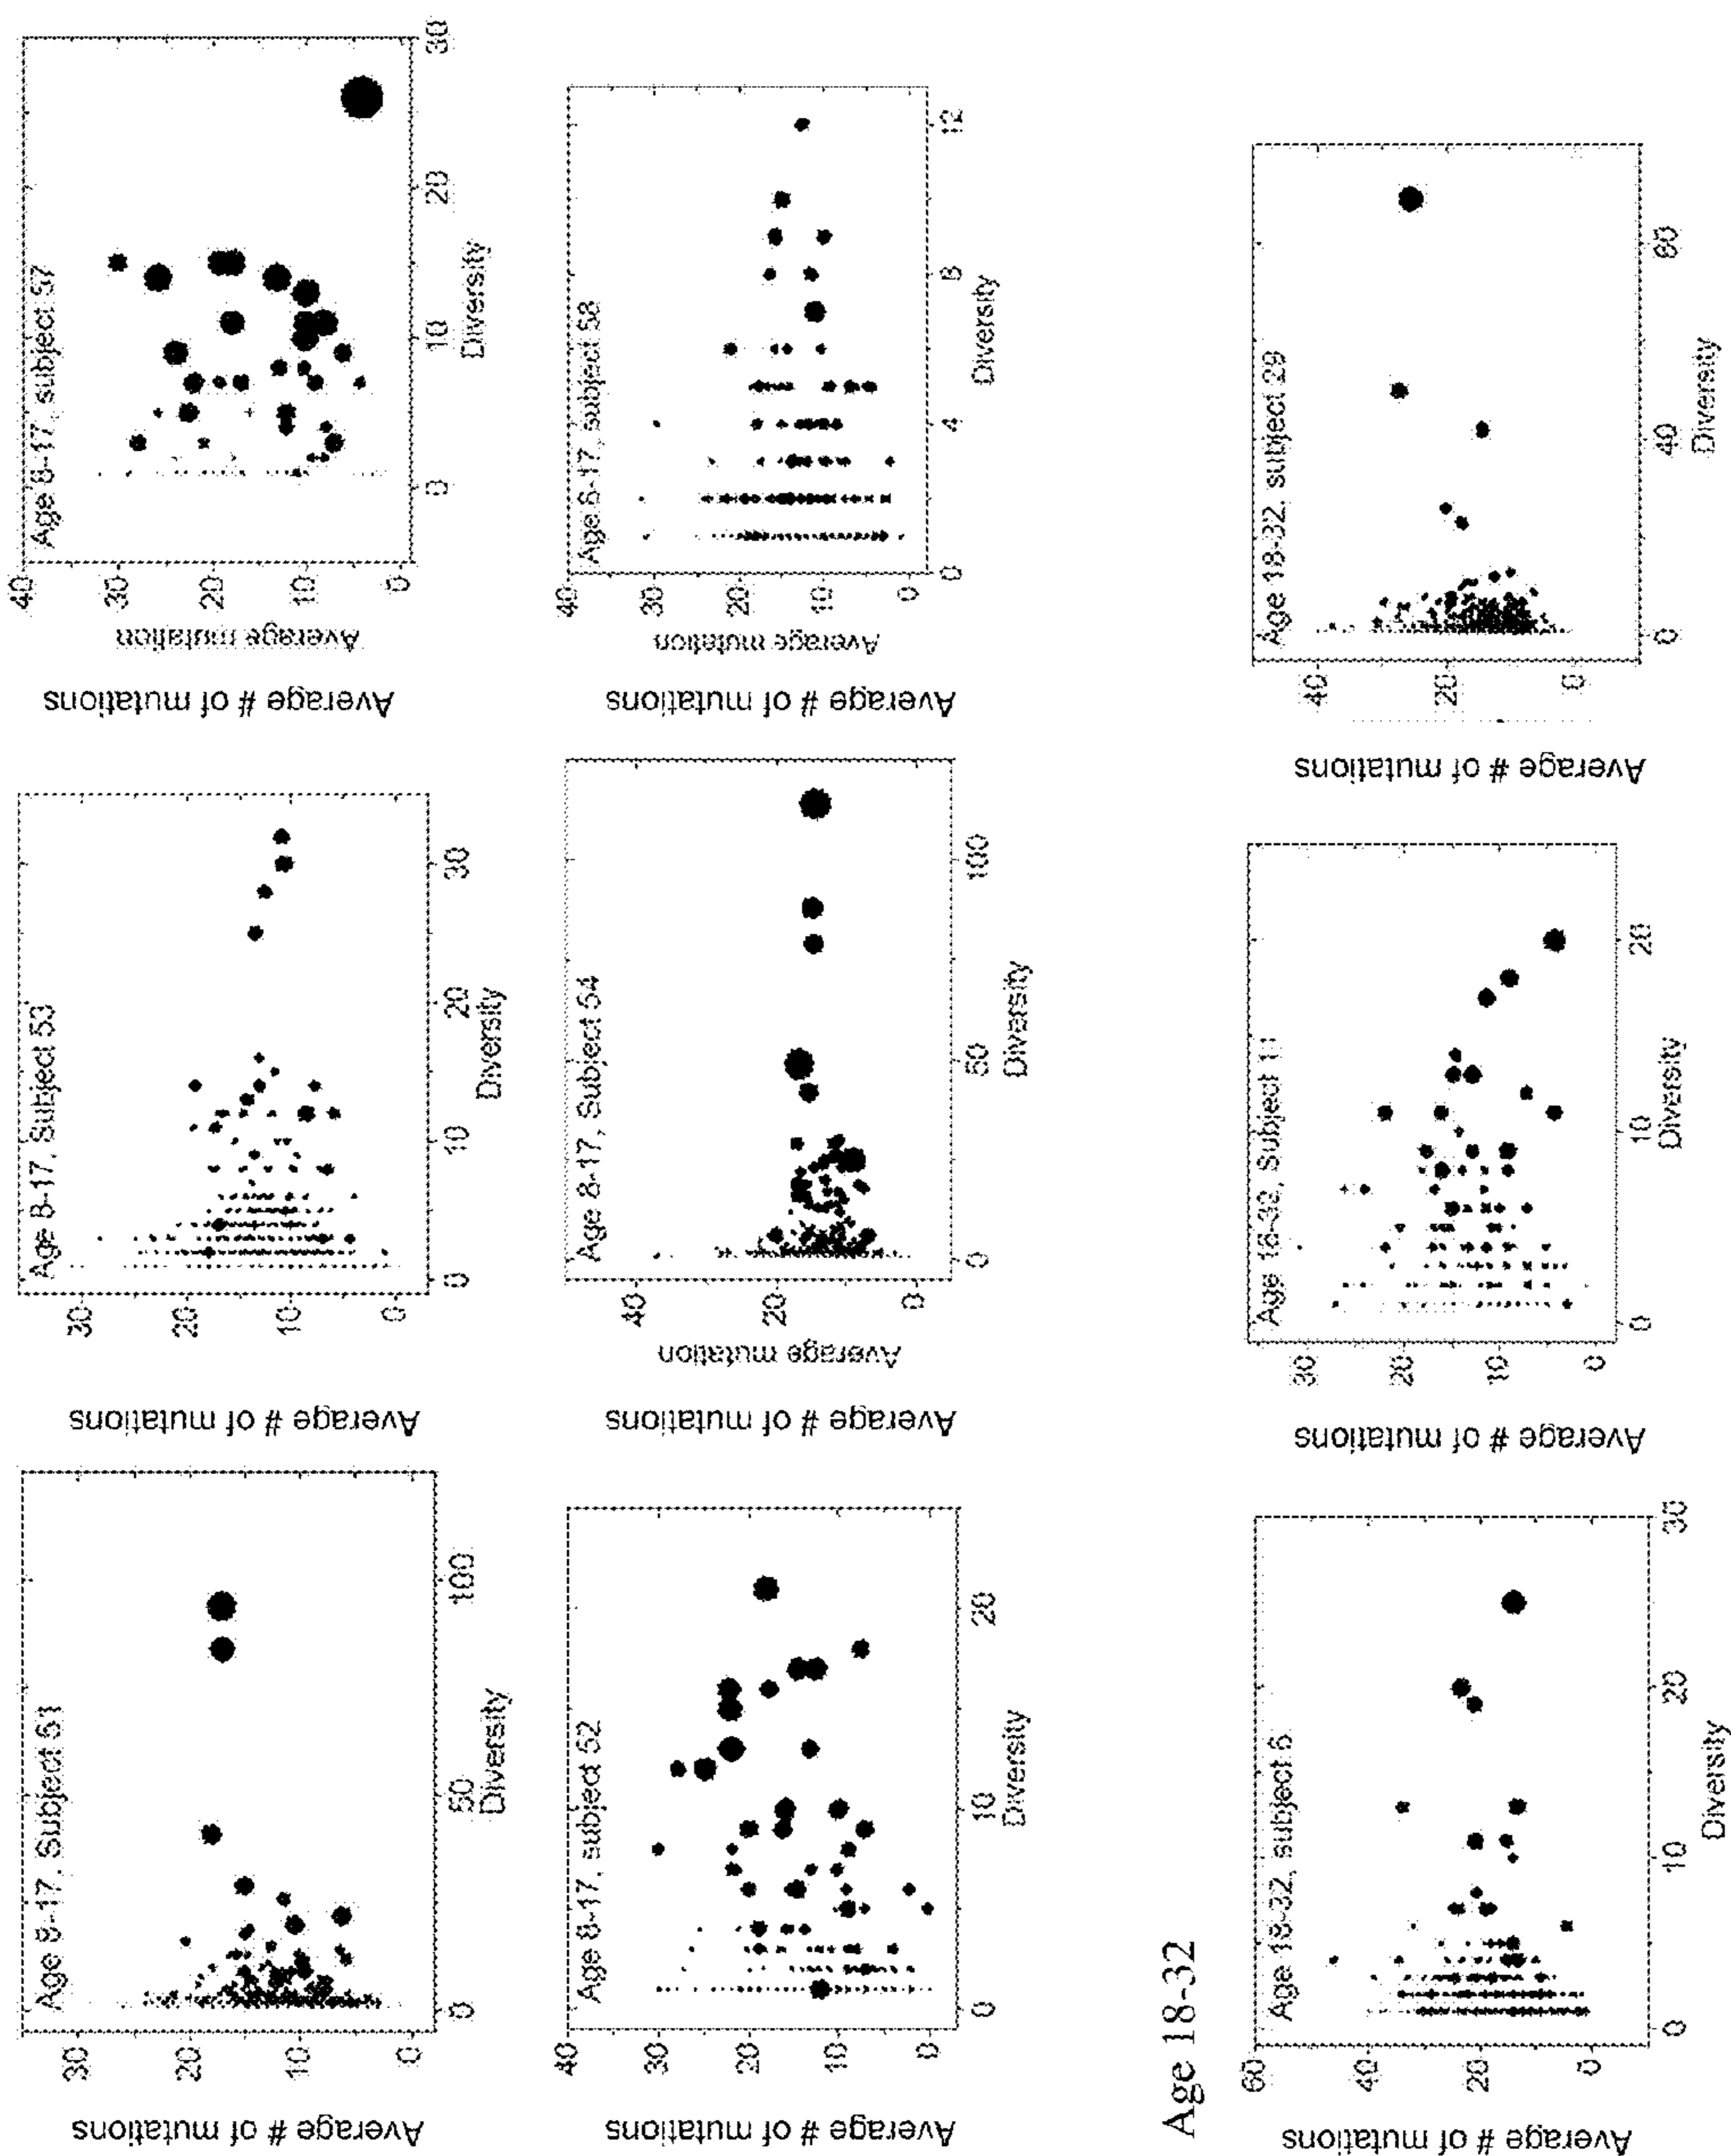 Age 8-17, Subject 51
Average # of mutations
30
20
10
0
0
50
100
Diversity
Age 8-17, Subject 53
Average # of mutations
30
20
10
0
0
10
20
30
Diversity
Age 8-17, subject 57
Average # of mutations
Average mutation
40
30
20
10
0
0
10
20
30
Diversity
Age 8-17, subject 52
Average # of mutations
40
30
20
10
0
0
10
20
Diversity
Age 8-17, Subject 54
Average # of mutations
Average mutation
40
20
0
0
50
100
Diversity
Age 8-17, subject 58
Average # of mutations
Average mutation
40
30
20
10
0
0
4
8
12
Diversity
Age 18-32
Age 18-32, subject 6
Average # of mutations
60
40
20
0
0
10
20
30
Diversity
Age 18-32, Subject 11
Average # of mutations
30
20
10
0
0
10
20
Diversity
Age 18-32, subject 29
Average # of mutations
40
20
0
0
40
80
Diversity